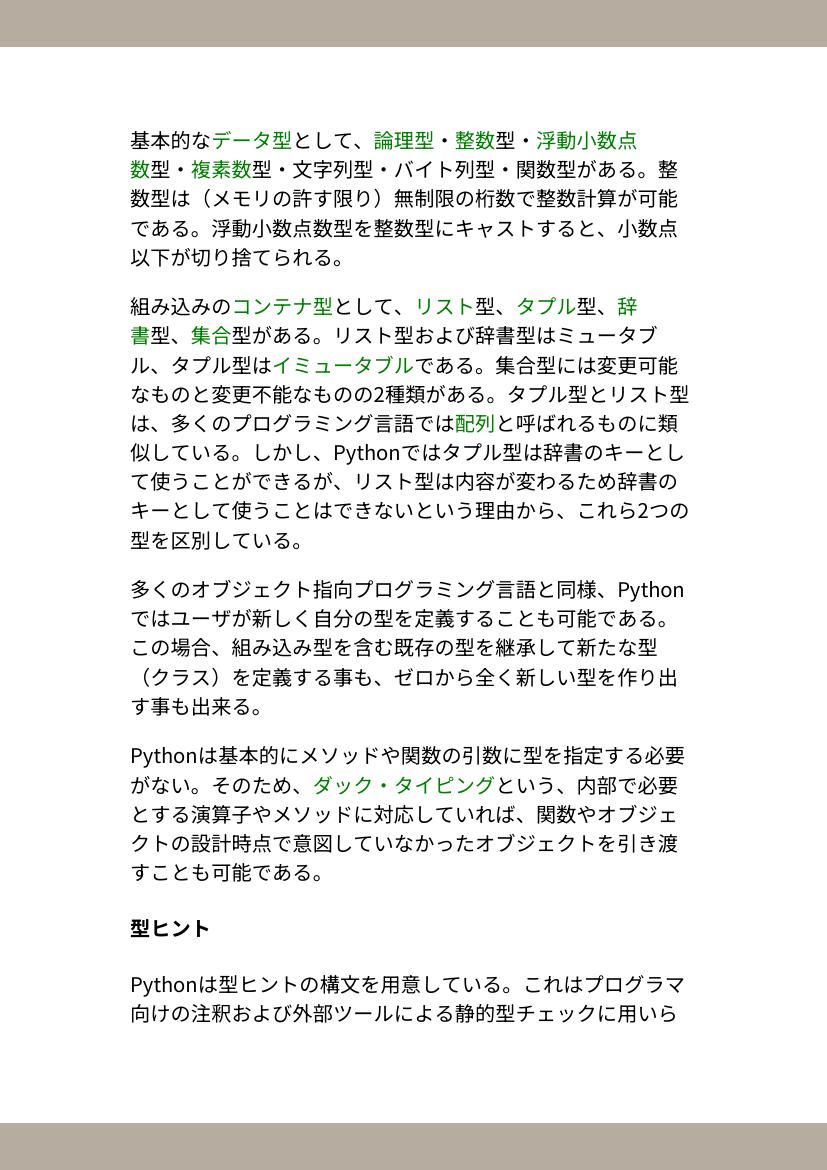 基本的なデータ型として、論理型・整数型・浮動小数点
数型・複素数型・文字列型・バイト列型・関数型がある。整
数型は（メモリの許す限り）無制限の桁数で整数計算が可能
である。浮動小数点数型を整数型にキャストすると、小数点
以下が切り捨てられる。
組み込みのコンテナ型として、リスト型、タプル型、辞
書型、集合型がある。リスト型および辞書型はミュータブ
ル、タプル型はイミュータブルである。集合型には変更可能
なものと変更不能なものの2種類がある。タプル型とリスト型
は、多くのプログラミング言語では配列と呼ばれるものに類
似している。しかし、Pythonではタプル型は辞書のキーとし
て使うことができるが、リスト型は内容が変わるため辞書の
キーとして使うことはできないという理由から、これら2つの
型を区別している。
多くのオブジェクト指向プログラミング言語と同様、Python
ではユーザが新しく自分の型を定義することも可能である。
この場合、組み込み型を含む既存の型を継承して新たな型
（クラス）を定義する事も、ゼロから全く新しい型を作り出
す事も出来る。
Pythonは基本的にメソッドや関数の引数に型を指定する必要
がない。そのため、ダック・タイピングという、内部で必要
とする演算子やメソッドに対応していれば、関数やオブジェ
クトの設計時点で意図していなかったオブジェクトを引き渡
すことも可能である。
型ヒント
Pythonは型ヒントの構文を用意している。これはプログラマ
向けの注釈および外部ツールによる静的型チェックに用いら